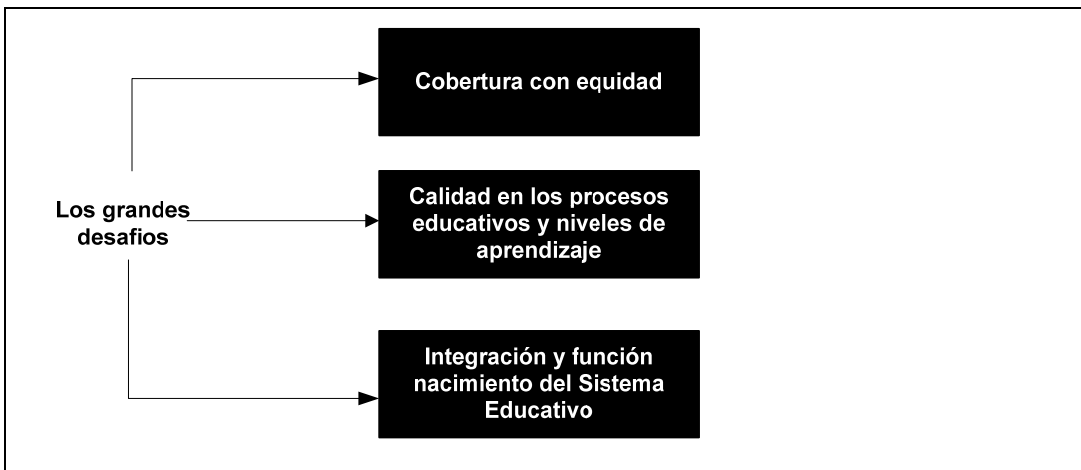 Cobertura con equidad
Los grandes
desafios
Calidad en los procesos
educativos y niveles de
aprendizaje
Integración y función
nacimiento del Sistema
Educativo